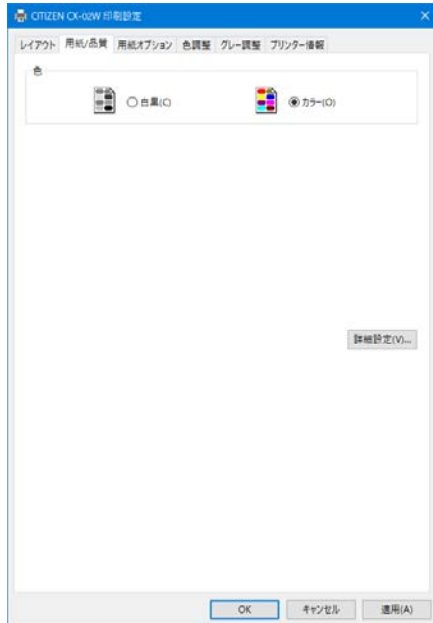 CITIZEN CX-02W 印刷設定
レイアウト 用紙/品質 用紙オプション 色調整 グレー調整 プリンター情報
色
白黒(C) カラー(O)
詳細設定(V)...
OK キャンセル 適用(A)